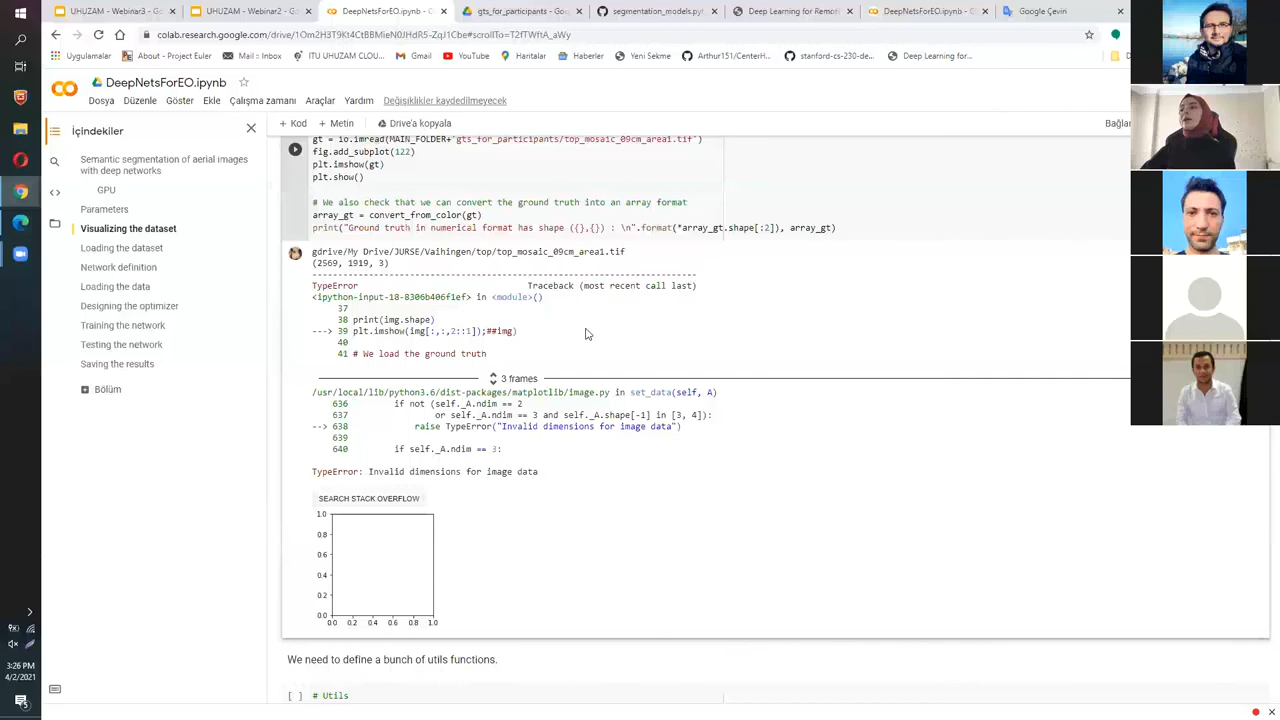 UHUZAM - Webinar3 - Go
UHUZAM - Webinar2 - Go
DeepNetsForEO.ipynb - C
gts_for_participants - Goog
segmentation_models.pytc
Deep Learning for Remote
DeepNetsForEO.ipynb - C
Google Çeviri
colab.research.google.com/drive/1Om2H3T9Kt4CtBBMieN0JHdR5-ZqJ1Cbe#scrollTo=T2fTWftA_aWy
Uygulamalar
About - Project Euler
Mail :: Inbox
ITU UHUZAM CLOU...
Gmail
YouTube
Haritalar
Haberler
Yeni Sekme
Arthur151/CenterH...
stanford-cs-230-de...
Deep Learning for...
DeepNetsForEO.ipynb
Dosya Düzenle Göster Ekle Çalışma zamanı Araçlar Yardım Değişiklikler kaydedilmeyecek
+ Kod + Metin Drive'a kopyala
Bağlan
İçindekiler
Semantic segmentation of aerial images
with deep networks
GPU
Parameters
Visualizing the dataset
Loading the dataset
Network definition
Loading the data
Designing the optimizer
Training the network
Testing the network
Saving the results
Bölüm
gt = io.imread(MAIN_FOLDER+'gts_for_participants/top_mosaic_09cm_area1.tif')
fig.add_subplot(122)
plt.imshow(gt)
plt.show()
# We also check that we can convert the ground truth into an array format
array_gt = convert_from_color(gt)
print("Ground truth in numerical format has shape ({},{}) : \n".format(*array_gt.shape[:2]), array_gt)
gdrive/My Drive/JURSE/Vaihingen/top/top_mosaic_09cm_area1.tif
(2569, 1919, 3)
---------------------------------------------------------------------------
TypeError Traceback (most recent call last)
<ipython-input-18-8306b406f1ef> in <module>()
37
38 print(img.shape)
---> 39 plt.imshow(img[:,:,2::1]);##img)
40
41 # We load the ground truth
3 frames
/usr/local/lib/python3.6/dist-packages/matplotlib/image.py in set_data(self, A)
636 if not (self._A.ndim == 2
637 or self._A.ndim == 3 and self._A.shape[-1] in [3, 4]):
--> 638 raise TypeError("Invalid dimensions for image data")
639
640 if self._A.ndim == 3:
TypeError: Invalid dimensions for image data
SEARCH STACK OVERFLOW
1.0
0.8
0.6
0.4
0.2
0.0
0.0 0.2 0.4 0.6 0.8 1.0
We need to define a bunch of utils functions.
[ ] # Utils
3:26 PM
4/2/2021